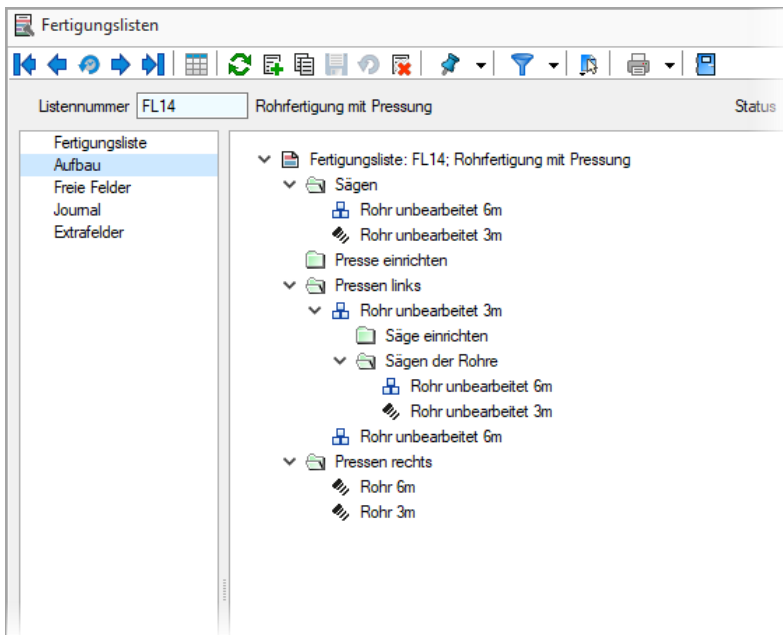 Fertigungslisten
Listennummer FL14 Rohrfertigung mit Pressung Status
Fertigungsliste
Aufbau
Freie Felder
Journal
Extrafelder
Fertigungsliste: FL14; Rohrfertigung mit Pressung
Sägen
Rohr unbearbeitet 6m
Rohr unbearbeitet 3m
Presse einrichten
Pressen links
Rohr unbearbeitet 3m
Säge einrichten
Sägen der Rohre
Rohr unbearbeitet 6m
Rohr unbearbeitet 3m
Rohr unbearbeitet 6m
Pressen rechts
Rohr 6m
Rohr 3m